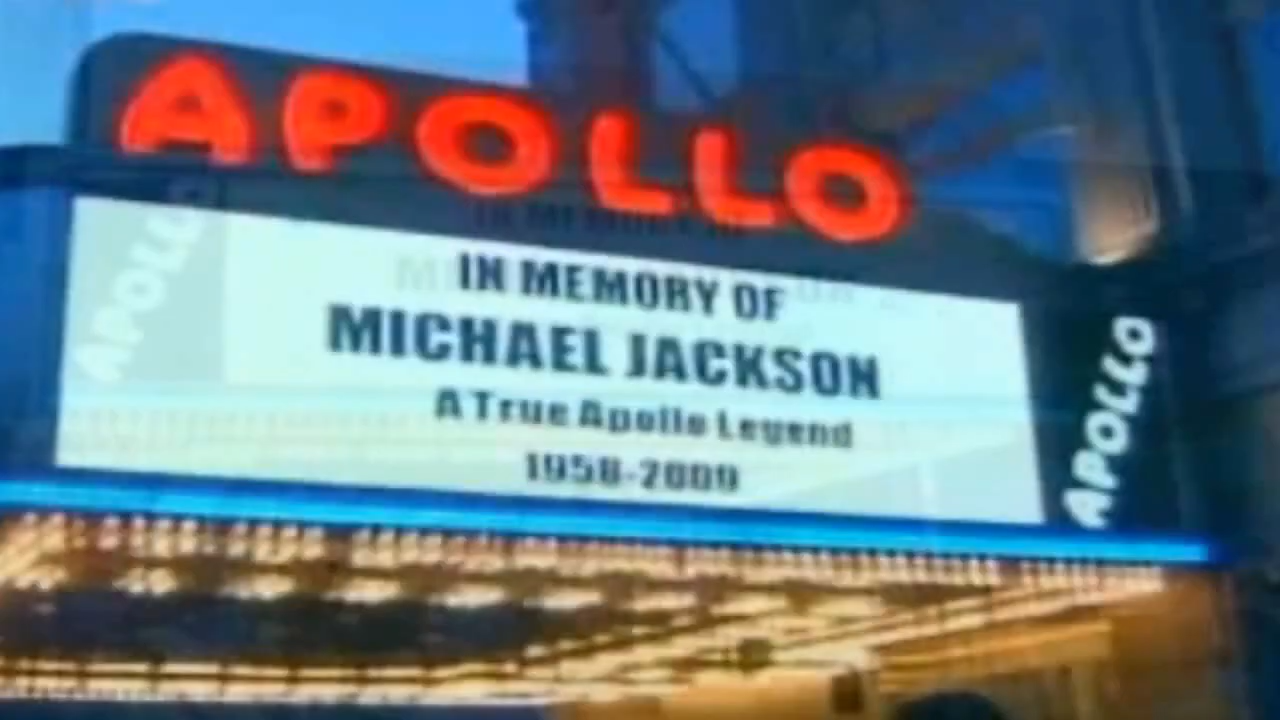 APOLLO
APOLLO
IN MEMORY OF
MICHAEL JACKSON
A True Apollo Legend
1958-2009
APOLLO